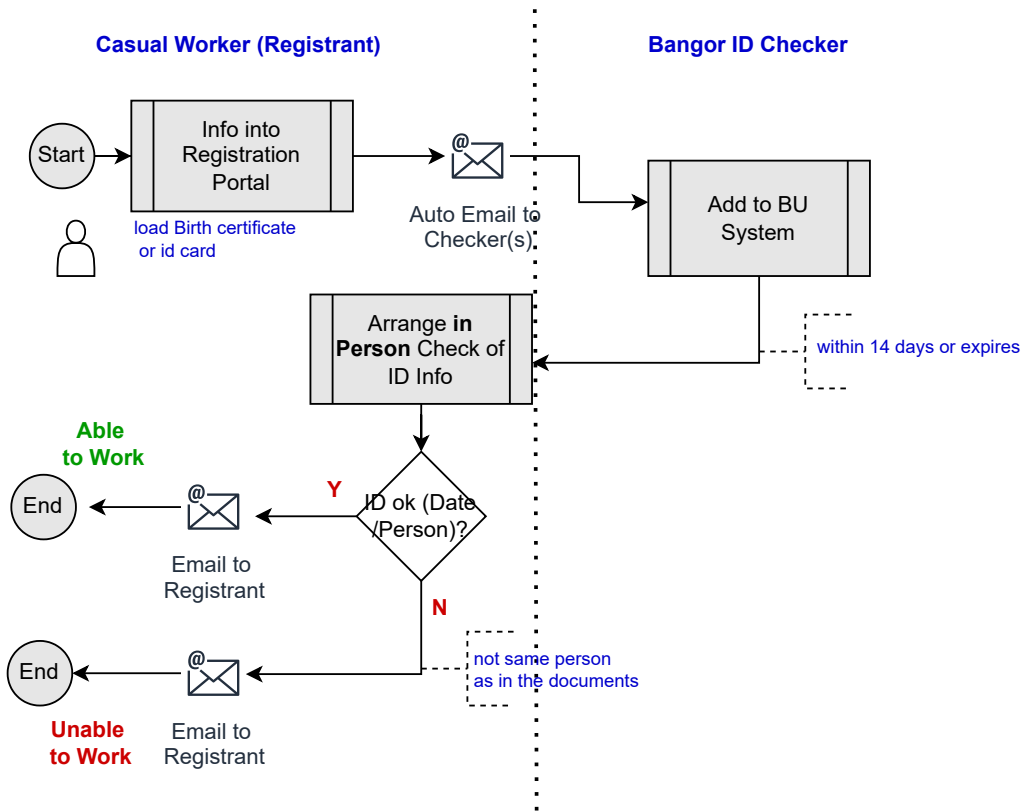 Casual Worker (Registrant)
Bangor ID Checker
Start
Info into
Registration
Portal
load Birth certificate
or id card
@
Auto Email to
Checker(s)
Add to BU
System
within 14 days or expires
Arrange in
Person Check of
ID Info
ID ok (Date
/Person)?
Y
@
Email to
Registrant
Able
to Work
End
N
not same person
as in the documents
@
Email to
Registrant
End
Unable
to Work